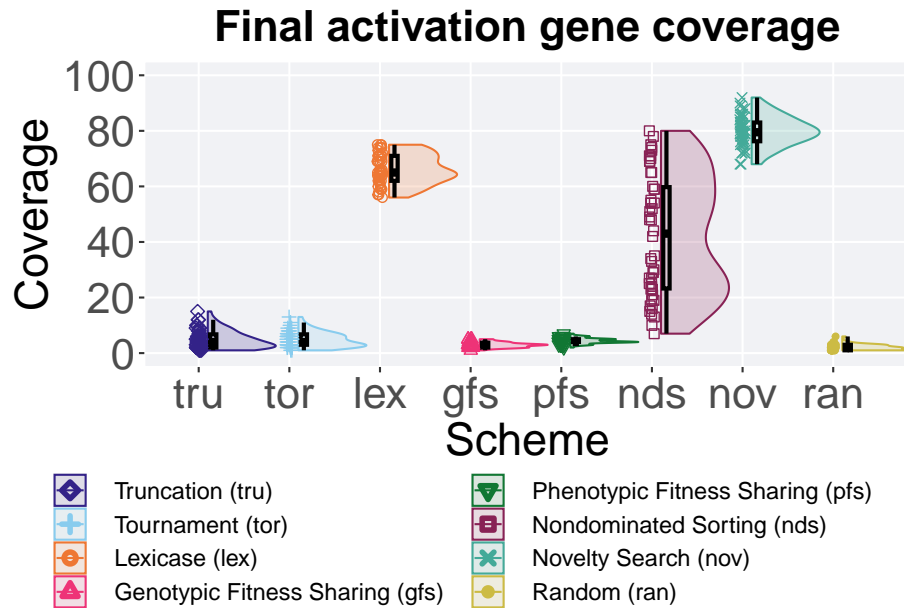 Final activation gene coverage
100
80
60
40
20
0
Coverage
tru tor lex gfs pfs nds nov ran
Scheme
Truncation (tru)
Tournament (tor)
Lexicase (lex)
Genotypic Fitness Sharing (gfs)
Phenotypic Fitness Sharing (pfs)
Nondominated Sorting (nds)
Novelty Search (nov)
Random (ran)